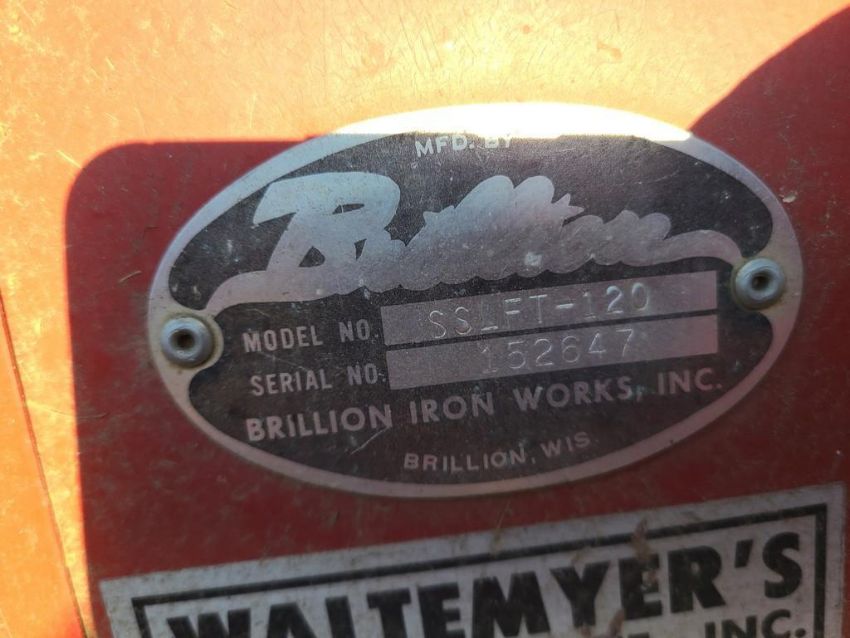 MFD. BY
Brillion
MODEL NO. SSLFT-120
SERIAL NO. 152647
BRILLION IRON WORKS, INC.
BRILLION, WIS.
WALTEMYER'S
INC.